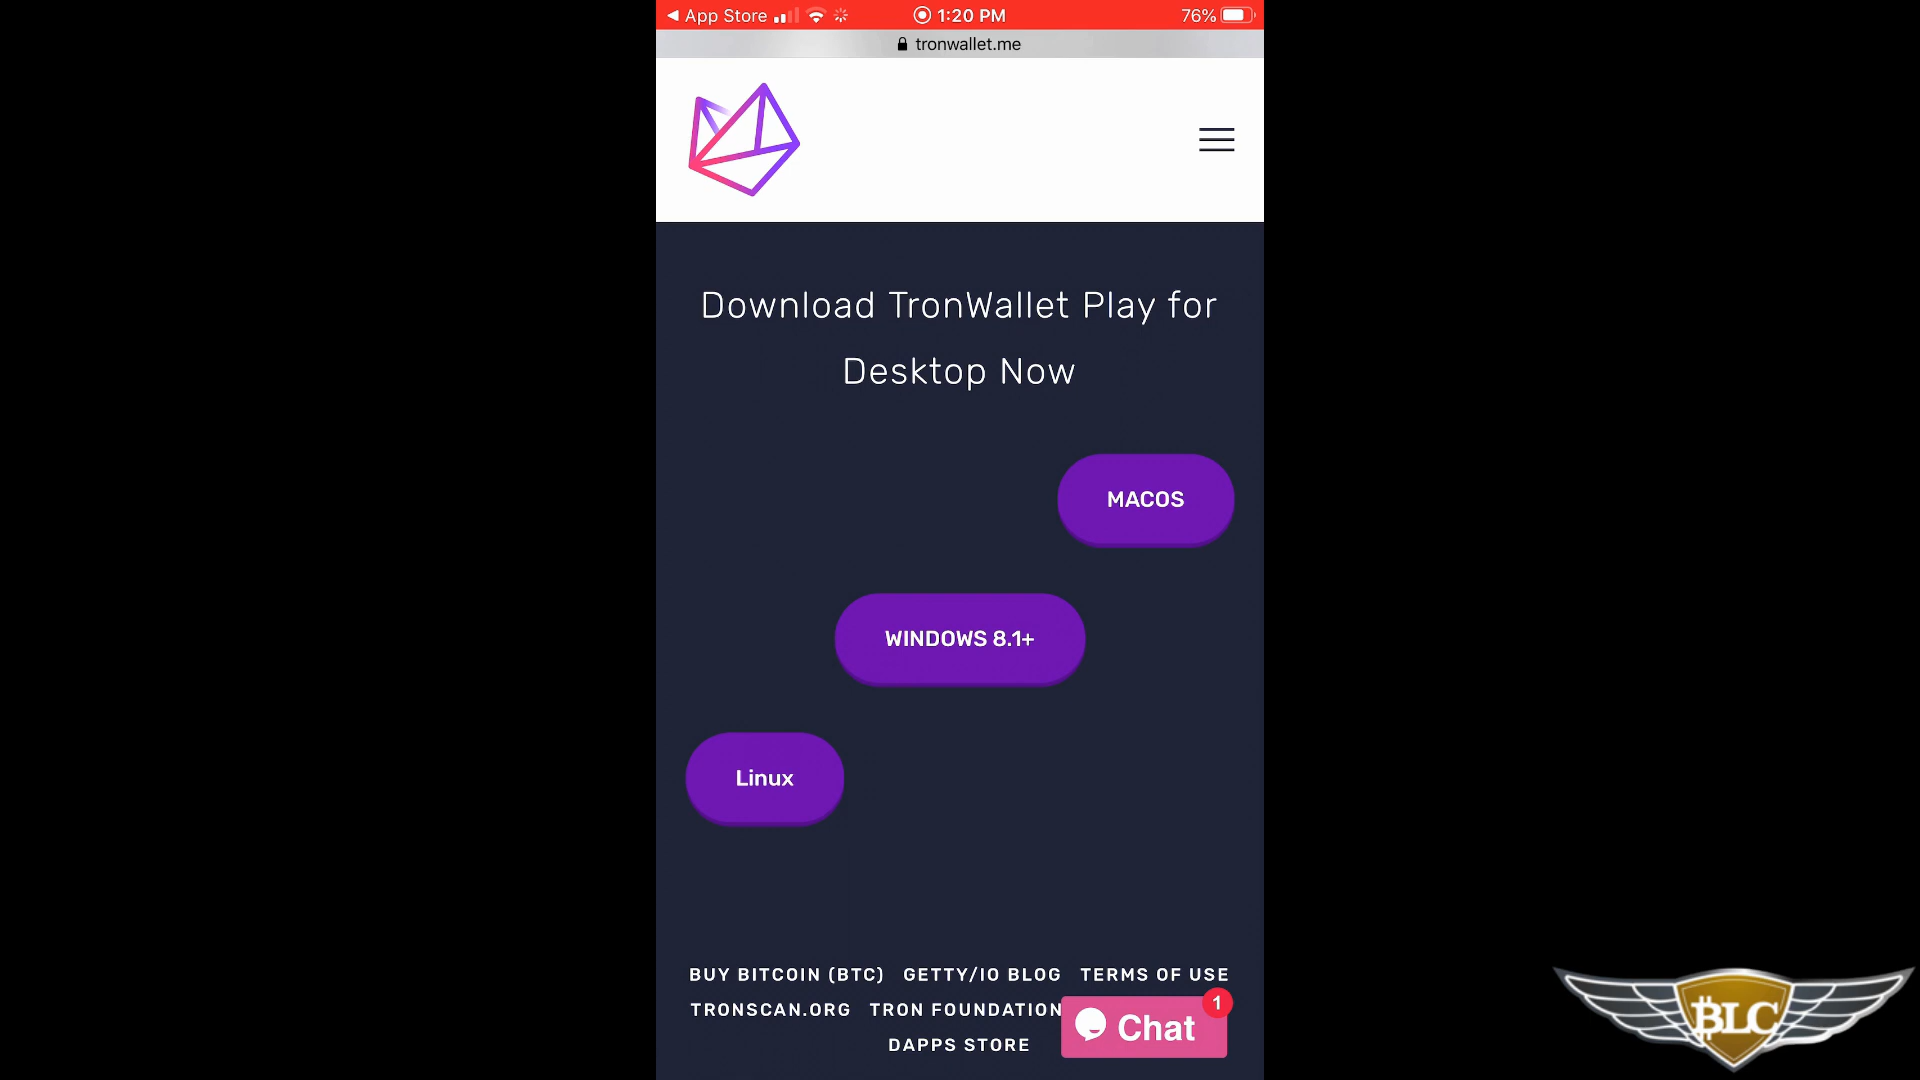 App Store 1:20 PM 76%
tronwallet.me
Download TronWallet Play for
Desktop Now
MACOS
WINDOWS 8.1+
Linux
BUY BITCOIN (BTC) GETTY/IO BLOG TERMS OF USE
TRONSCAN.ORG TRON FOUNDATION
DAPPS STORE
Chat 1
BLC